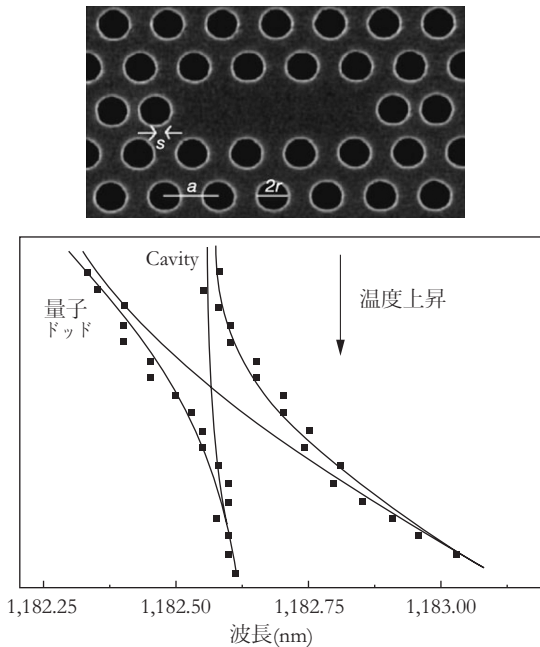 s
a
2r
Cavity
量子
ドッド
温度上昇
1,182.25
1,182.50
1,182.75
1,183.00
波長(nm)